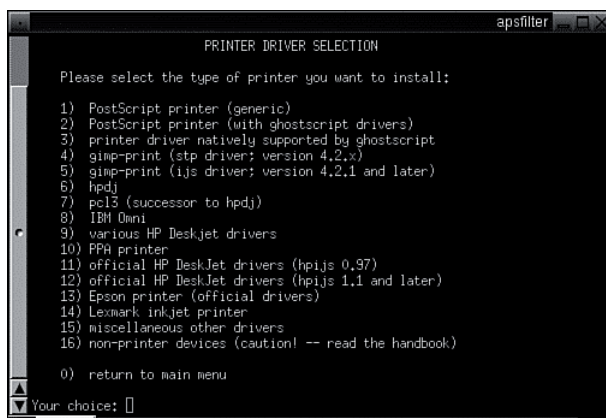 apsfilter
PRINTER DRIVER SELECTION
Please select the type of printer you want to install:
1) PostScript printer (generic)
2) PostScript printer (with ghostscript drivers)
3) printer driver natively supported by ghostscript
4) gimp-print (stp driver; version 4.2.x)
5) gimp-print (ijs driver; version 4.2.1 and later)
6) hpdj
7) pcl3 (successor to hpdj)
8) IBM Omni
9) various HP Deskjet drivers
10) PPA printer
11) official HP DeskJet drivers (hpijs 0.97)
12) official HP DeskJet drivers (hpijs 1.1 and later)
13) Epson printer (official drivers)
14) Lexmark inkjet printer
15) miscellaneous other drivers
16) non-printer devices (caution! -- read the handbook)
0) return to main menu
Your choice: